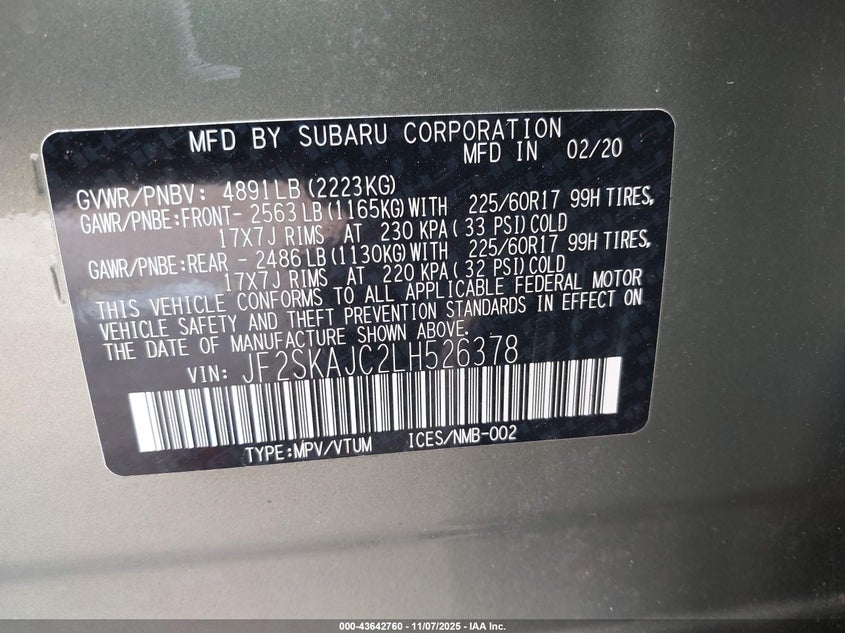 MFD BY SUBARU CORPORATION
MFD IN 02/20
GVWR/PNBV: 4891LB (2223KG)
GAWR/PNBE:FRONT- 2563 LB (1165KG) WITH 225/60R17 99H TIRES,
17X7J RIMS AT 230 KPA ( 33 PSI) COLD
GAWR/PNBE:REAR - 2486 LB (1130KG) WITH 225/60R17 99H TIRES,
17X7J RIMS AT 220 KPA ( 32 PSI) COLD
THIS VEHICLE CONFORMS TO ALL APPLICABLE FEDERAL MOTOR
VEHICLE SAFETY AND THEFT PREVENTION STANDARDS IN EFFECT ON
THE DATE OF MANUFACTURE SHOWN ABOVE.
VIN: JF2SKAJC2LH526378
TYPE:MPV/VTUM ICES/NMB-002
000-43642760 - 11/07/2025 - IAA Inc.